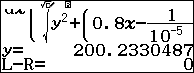 (√y²+(0.8x-1/10⁻⁵
y= 200.2330487
L-R= 0